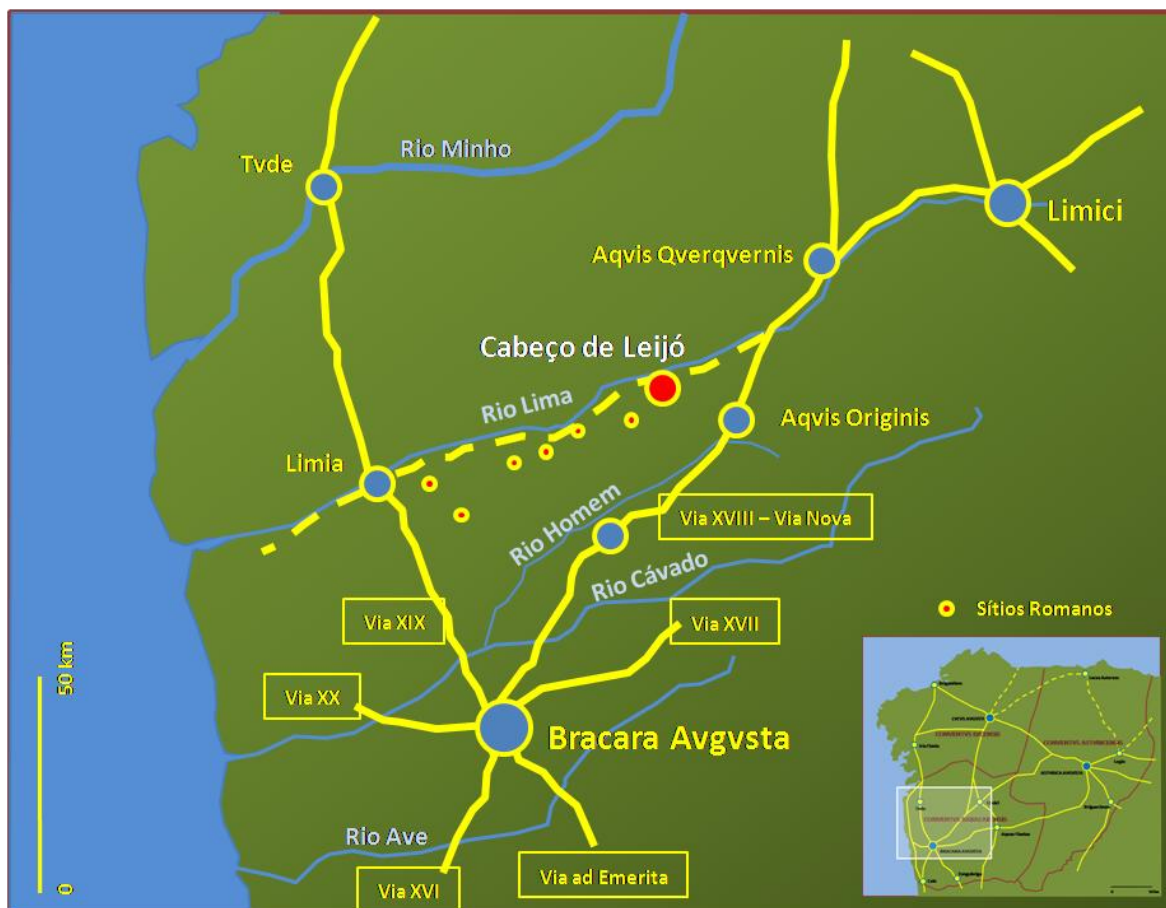 Rio Minho
Tvde
Limici
Aqvis Qverqvernis
Cabeço de Leijó
Rio Lima
Aqvis Originis
Limia
Rio Homem
Via XVIII – Via Nova
Rio Cávado
Sítios Romanos
Via XIX
Via XVII
50 km
Via XX
Bracara Avgvsta
Rio Ave
0
Via XVI
Via ad Emerita